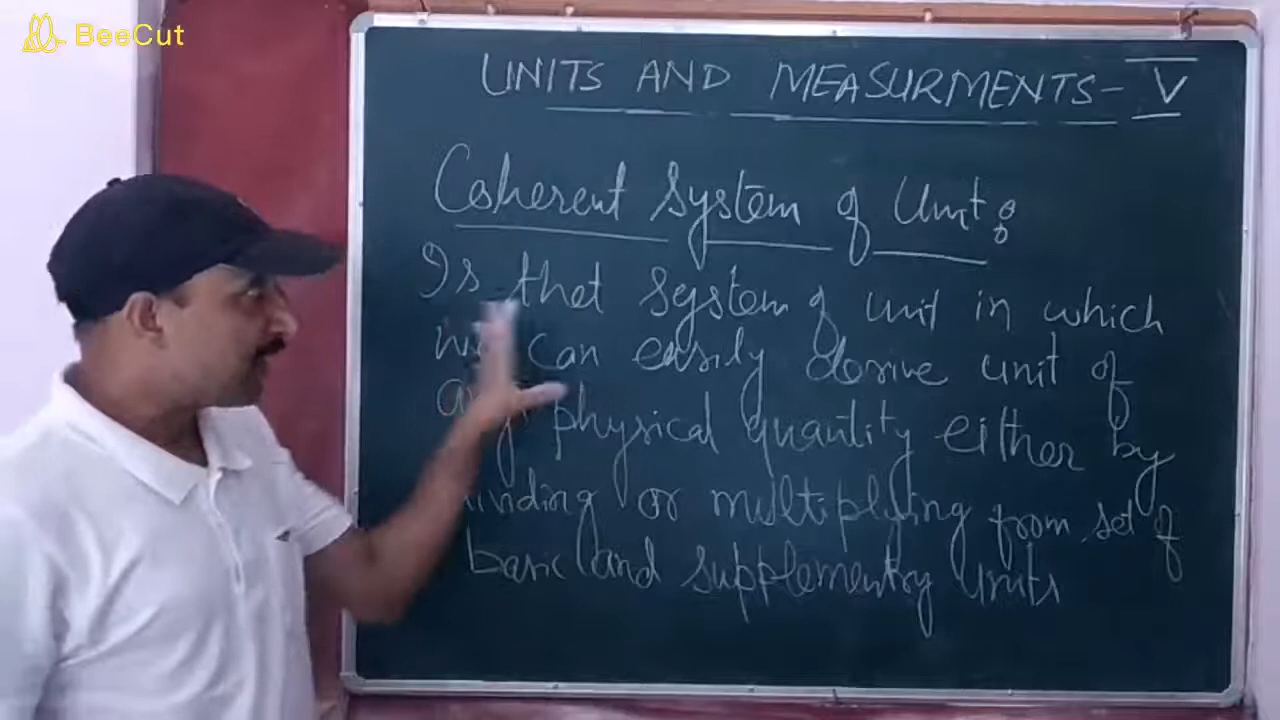 BeeCut
UNITS AND MEASURMENTS - V
Coherent System of Unit:
Is that system of unit in which
can easily derive unit of
physical quantity either by
or multiplying from set of
basic and supplementry units